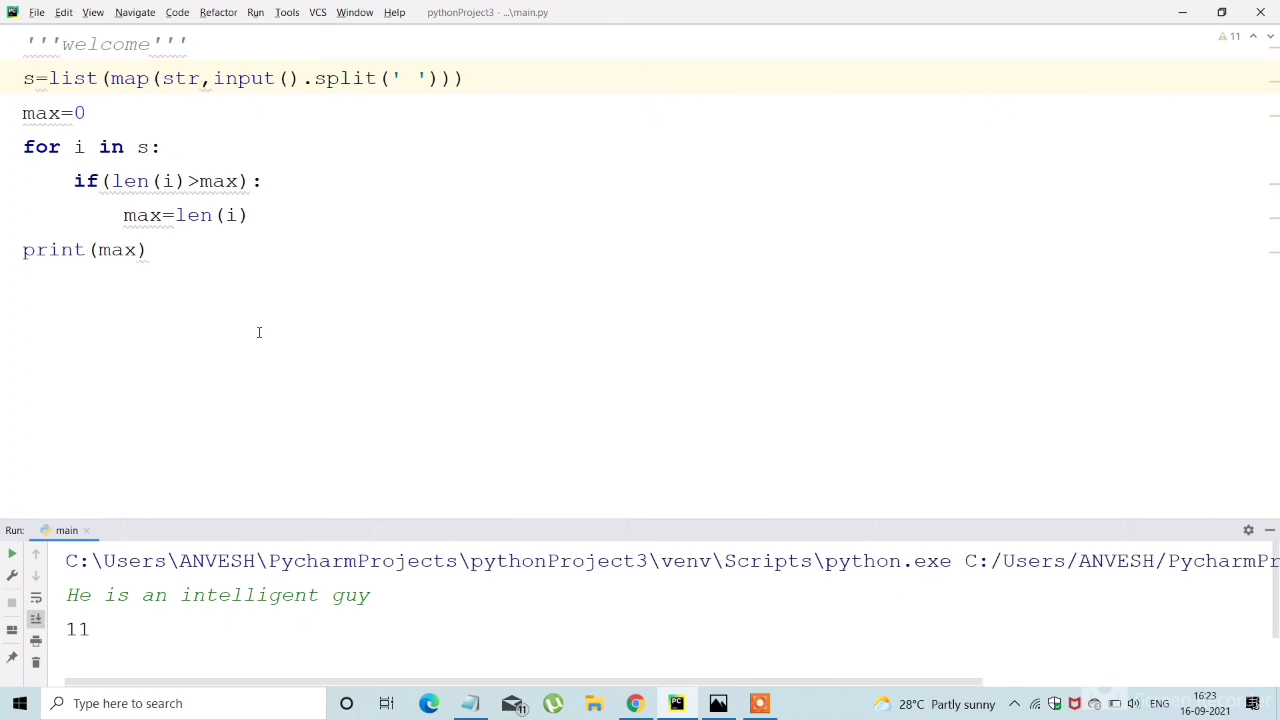 File Edit View Navigate Code Refactor Run Tools VCS Window Help pythonProject3 - ...\main.py
'''welcome'''
11
s=list(map(str,input().split(' ')))
max=0
for i in s:
    if(len(i)>max):
        max=len(i)
print(max)
Run: main
C:\Users\ANVESH\PycharmProjects\pythonProject3\venv\Scripts\python.exe C:/Users/ANVESH/PycharmPr
He is an intelligent guy
11
Type here to search
11
28°C Partly sunny
ENG
16:23
16-09-2021